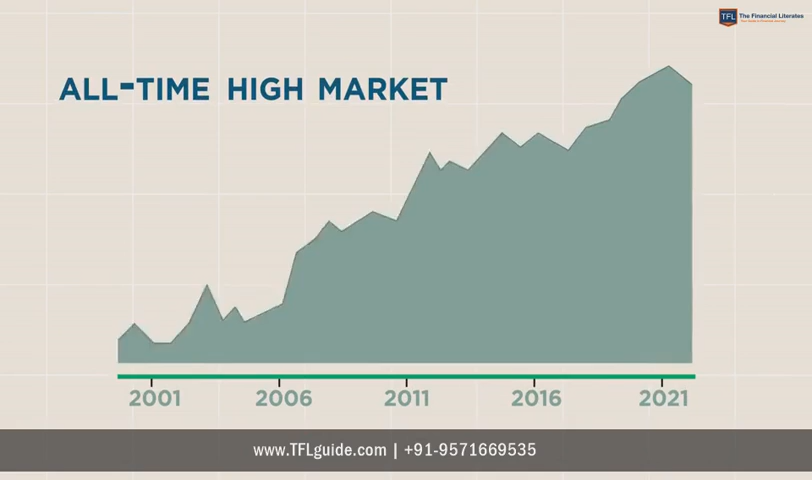 TFL
The Financial Literates
ALL-TIME HIGH MARKET
2001 2006 2011 2016 2021
www.TFLguide.com | +91-9571669535